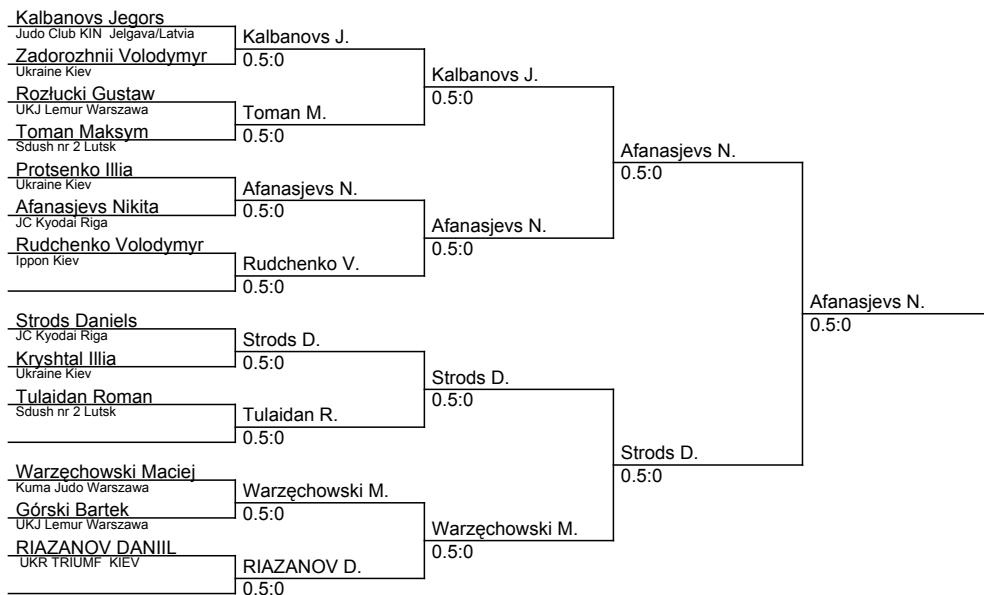 Kalbanovs Jegors
Judo Club KIN Jelgava/Latvia
Zadorozhnii Volodymyr
Ukraine Kiev
Rozłucki Gustaw
UKJ Lemur Warszawa
Toman Maksym
Sdush nr 2 Lutsk
Protsenko Illia
Ukraine Kiev
Afanasjevs Nikita
JC Kyodai Riga
Rudchenko Volodymyr
Ippon Kiev
Strods Daniels
JC Kyodai Riga
Kryshtal Illia
Ukraine Kiev
Tulaidan Roman
Sdush nr 2 Lutsk
Warzęchowski Maciej
Kuma Judo Warszawa
Górski Bartek
UKJ Lemur Warszawa
RIAZANOV DANIIL
UKR TRIUMF KIEV
Kalbanovs J.
0.5:0
Toman M.
0.5:0
Afanasjevs N.
0.5:0
Rudchenko V.
0.5:0
Strods D.
0.5:0
Tulaidan R.
0.5:0
Warzęchowski M.
0.5:0
RIAZANOV D.
0.5:0
Kalbanovs J.
0.5:0
Afanasjevs N.
0.5:0
Strods D.
0.5:0
Warzęchowski M.
0.5:0
Afanasjevs N.
0.5:0
Strods D.
0.5:0
Afanasjevs N.
0.5:0